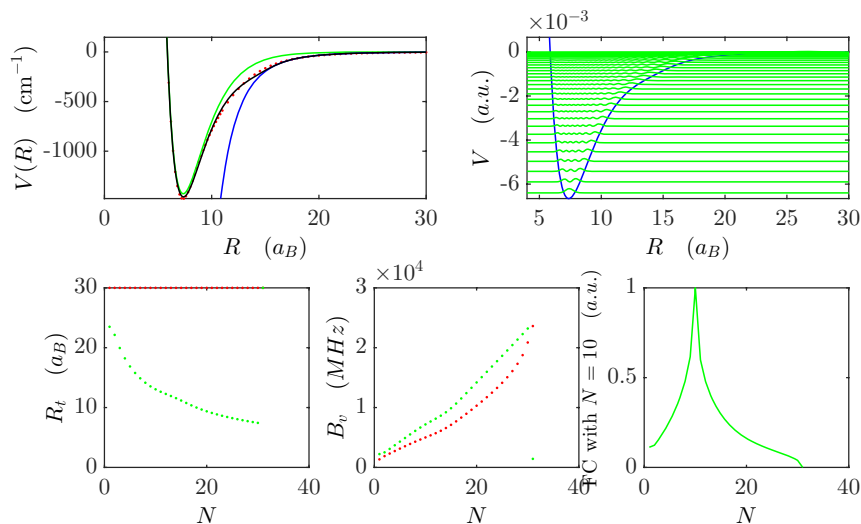 0
-500
-1000
V(R) (cm⁻¹)
0 10 20 30
R (a_B)
×10⁻³
0
-2
-4
-6
V (a.u.)
5 10 15 20 25 30
R (a_B)
30
20
10
0
R_t (a_B)
0 20 40
N
×10⁴
3
2
1
0
B_v (MHz)
0 20 40
N
1
0.5
0
FC with N = 10 (a.u.)
0 20 40
N